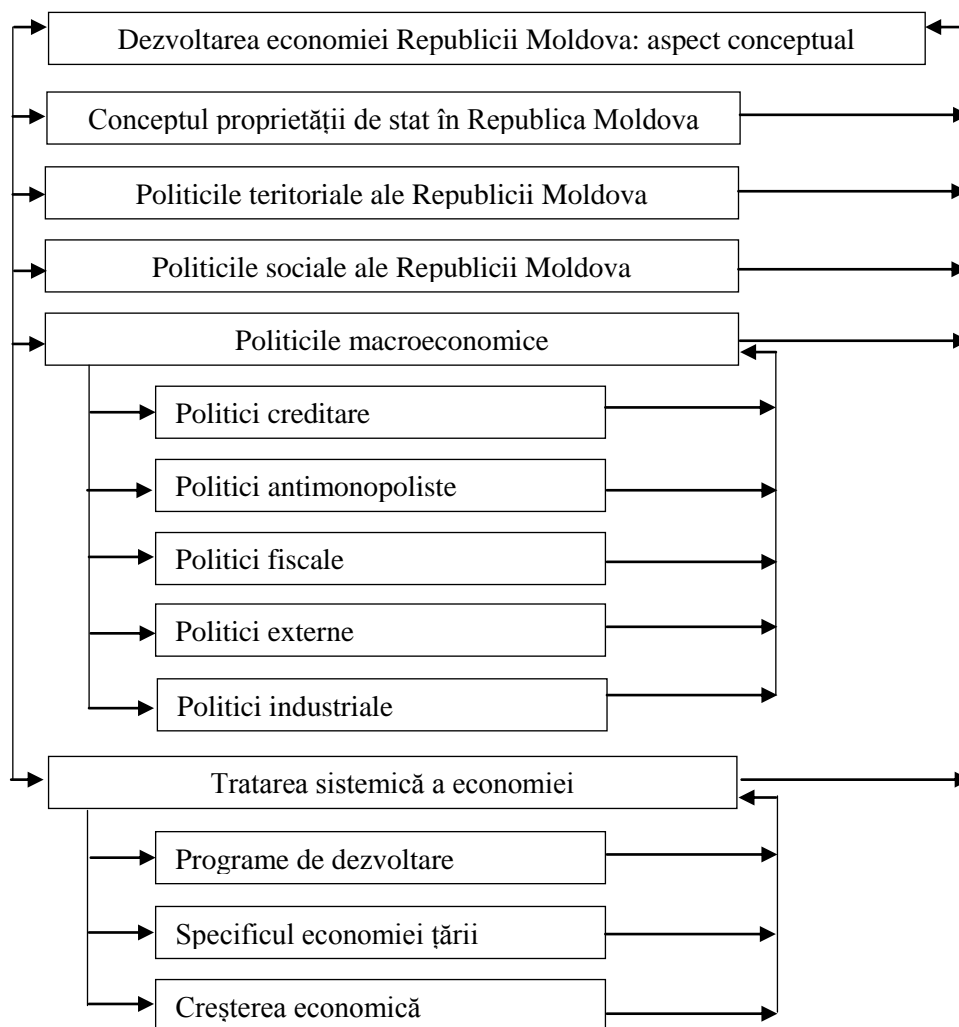 Dezvoltarea economiei Republicii Moldova: aspect conceptual
Conceptul proprietății de stat în Republica Moldova
Politicile teritoriale ale Republicii Moldova
Politicile sociale ale Republicii Moldova
Politicile macroeconomice
Politici creditare
Politici antimonopoliste
Politici fiscale
Politici externe
Politici industriale
Tratarea sistemică a economiei
Programe de dezvoltare
Specificul economiei țării
Creșterea economică